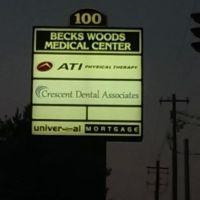 100
BECKS WOODS
MEDICAL CENTER
ATI PHYSICAL THERAPY
Crescent Dental Associates
MORTGAGE